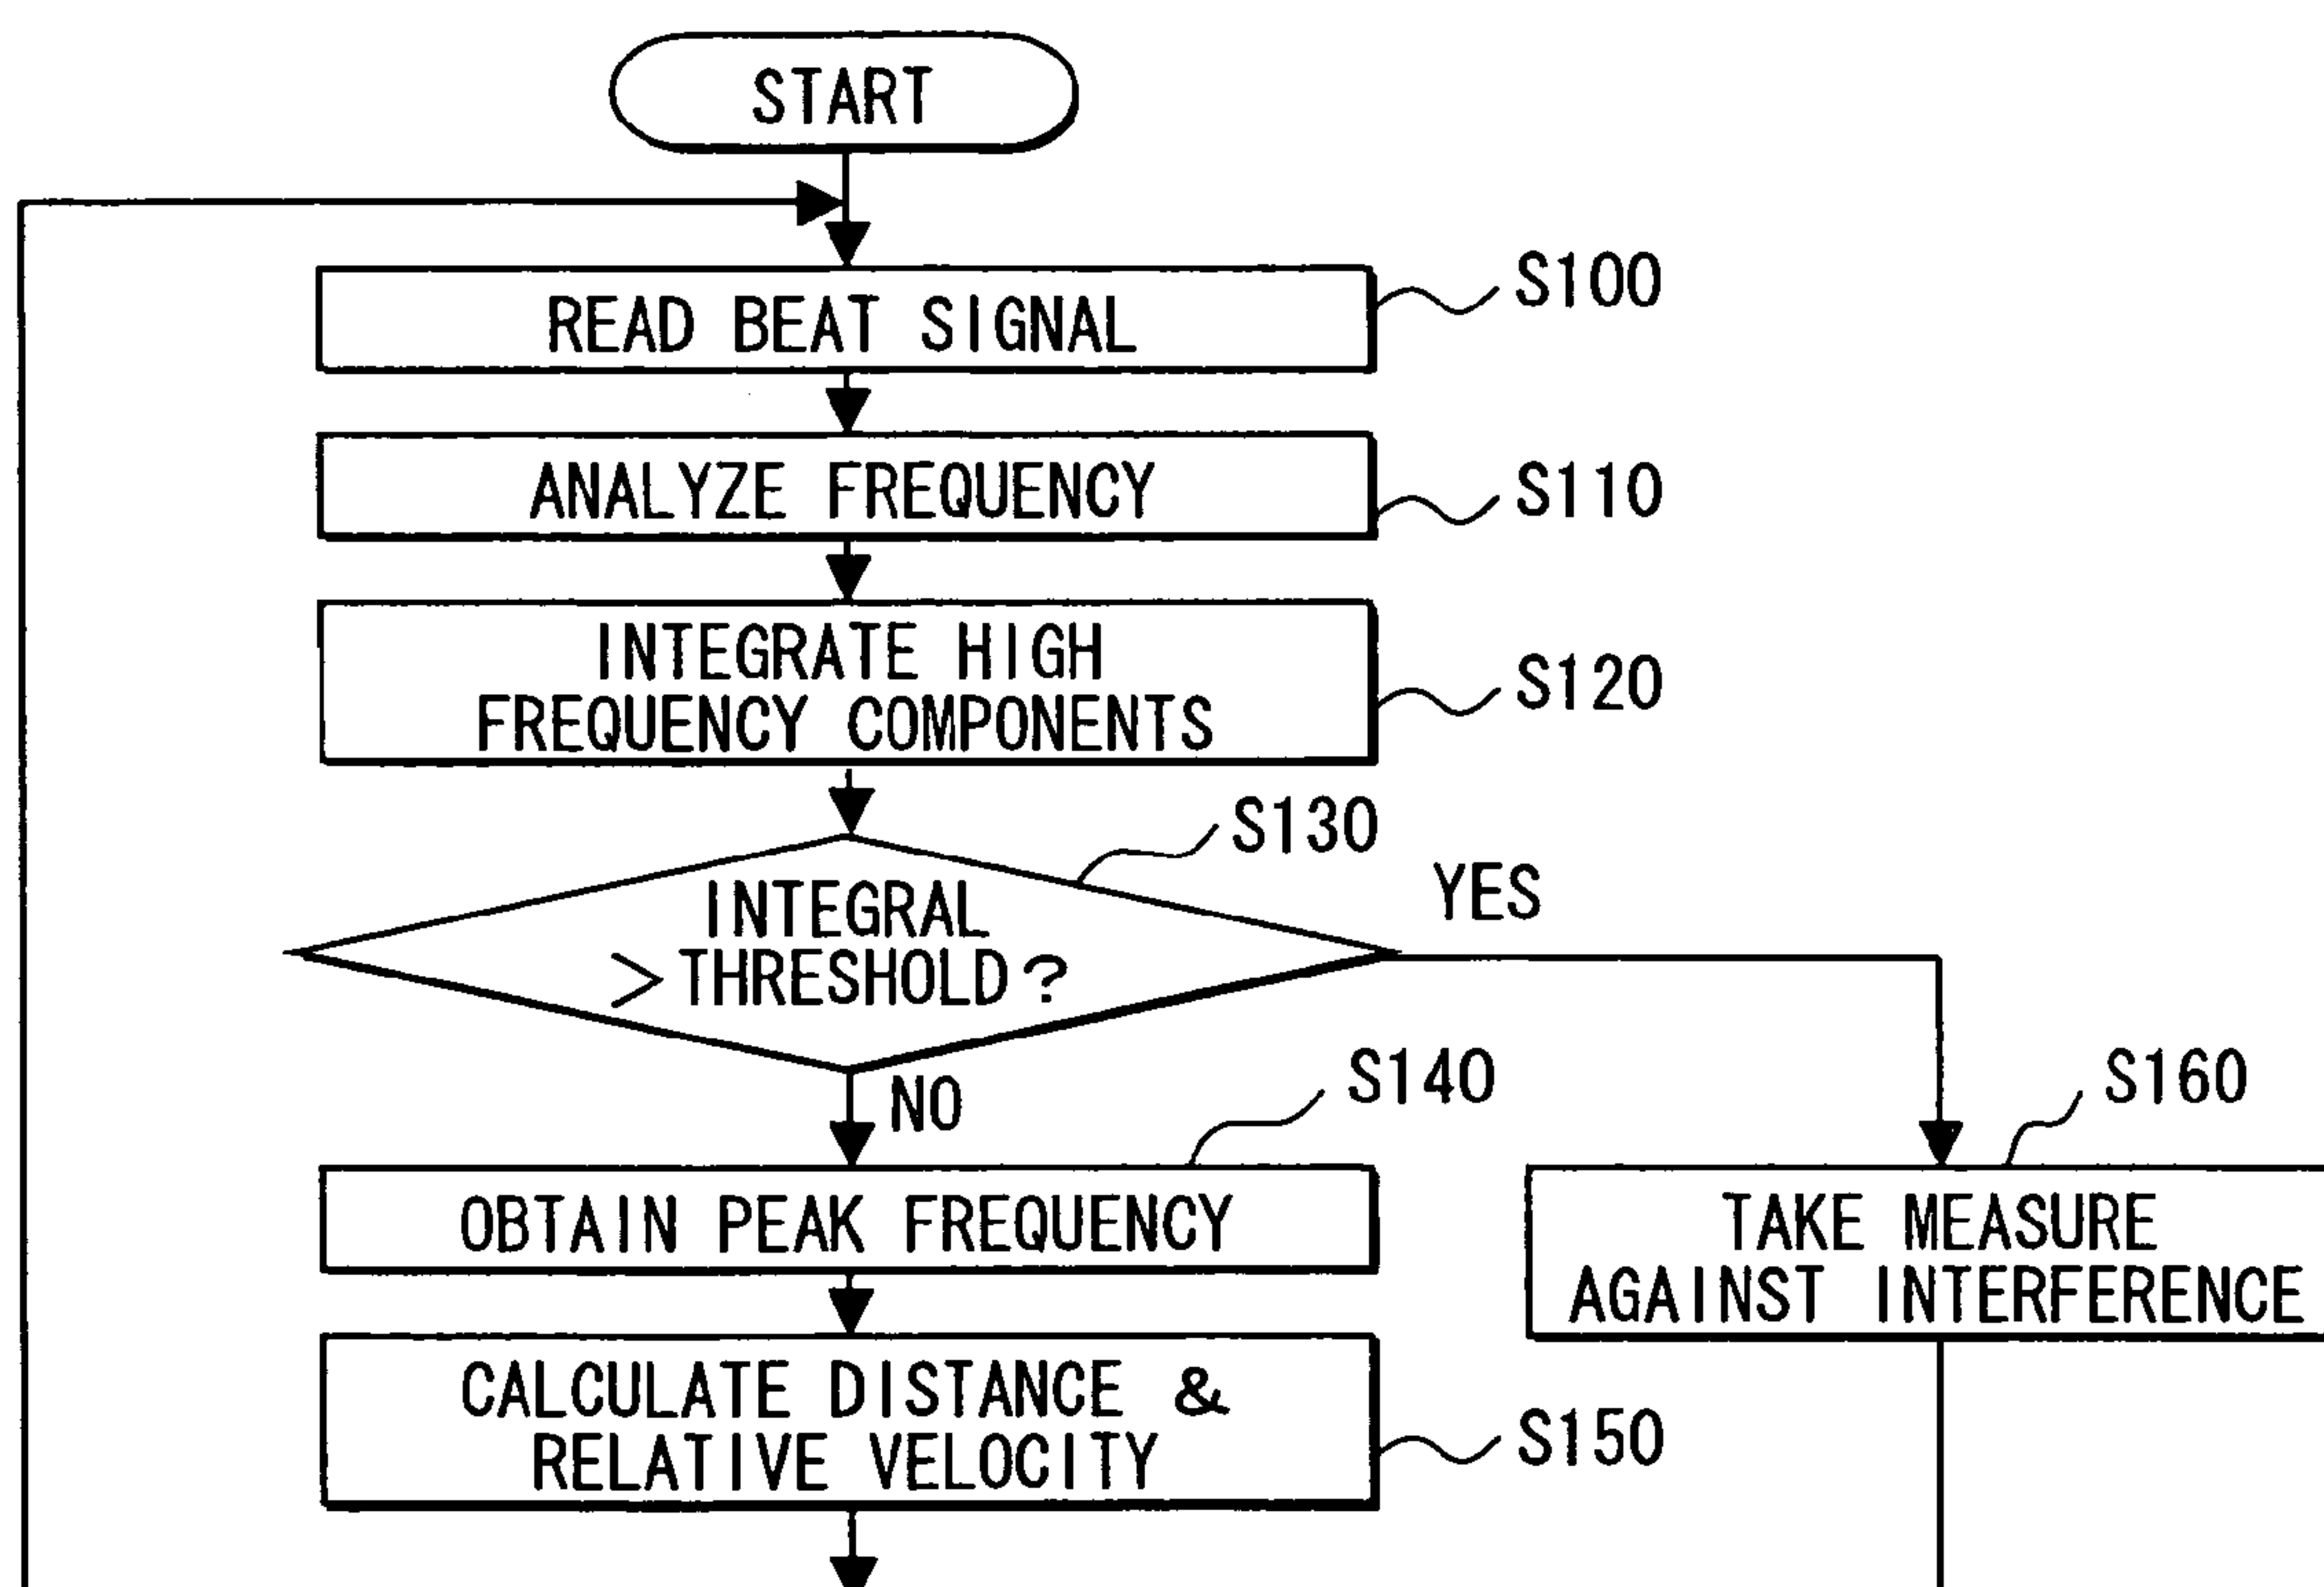 START
READ BEAT SIGNAL
S100
ANALYZE FREQUENCY
S110
INTEGRATE HIGH
FREQUENCY COMPONENTS
S120
S130
INTEGRAL
>THRESHOLD?
YES
NO
S140
S160
OBTAIN PEAK FREQUENCY
TAKE MEASURE
AGAINST INTERFERENCE
CALCULATE DISTANCE &
RELATIVE VELOCITY
S150